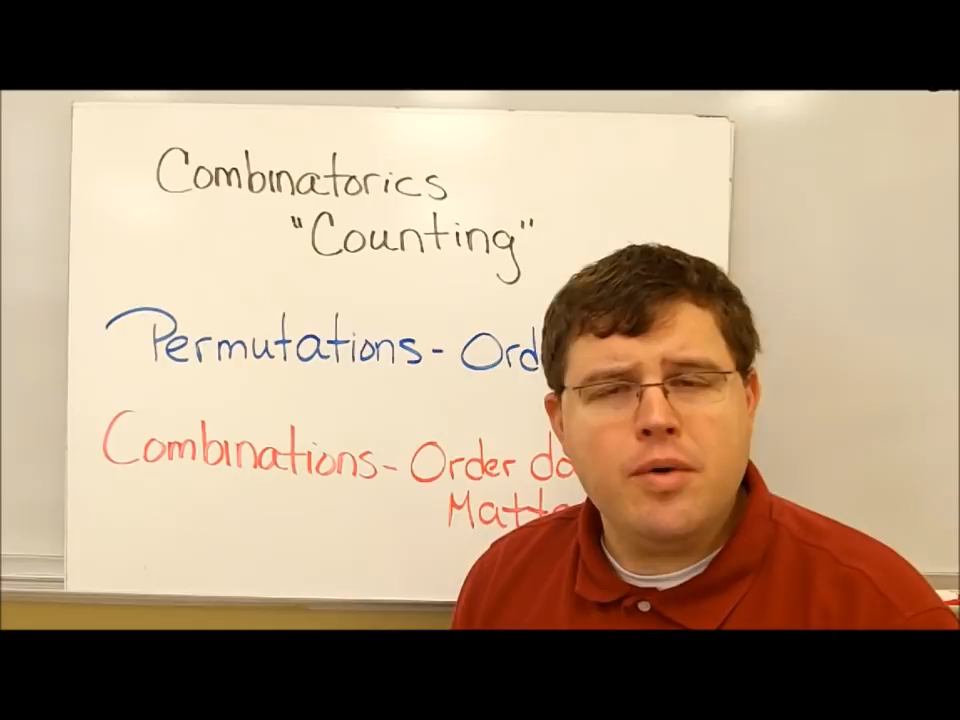 Combinatorics
"Counting"
Permutations - Ord
Combinations - Order do
Matte